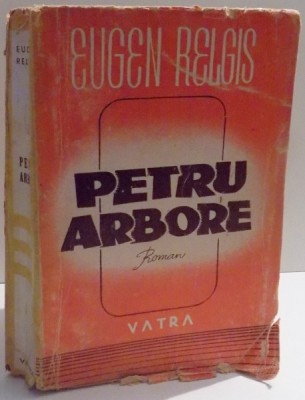 EUGEN RELGIS
PETRU
ARBORE
Roman
VATRA